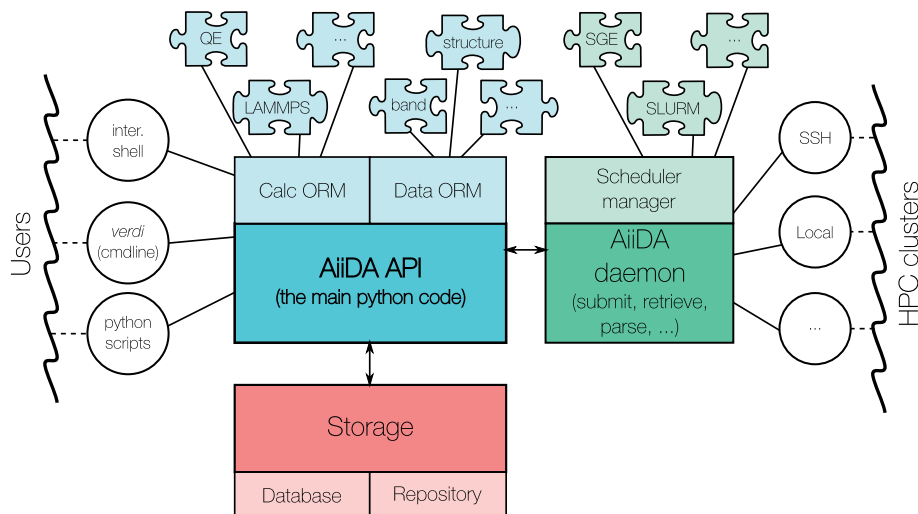 QE
...
structure
SGE
...
LAMMPS
band
...
SLURM
Users
inter.
shell
verdi
(cmdline)
python
scripts
Calc ORM
Data ORM
AiiDA API
(the main python code)
Scheduler
manager
AiiDA
daemon
(submit, retrieve,
parse, ...)
SSH
Local
...
HPC clusters
Storage
Database
Repository